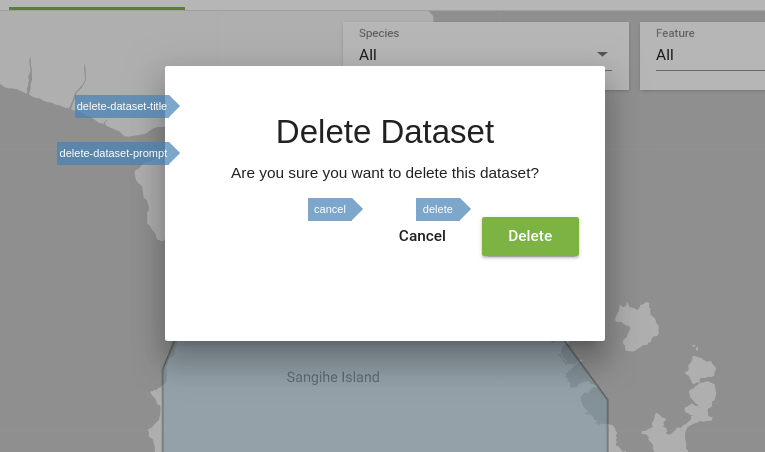 Species
Feature
All
All
delete-dataset-title
Delete Dataset
delete-dataset-prompt
Are you sure you want to delete this dataset?
cancel
delete
Cancel
Delete
Sangihe Island